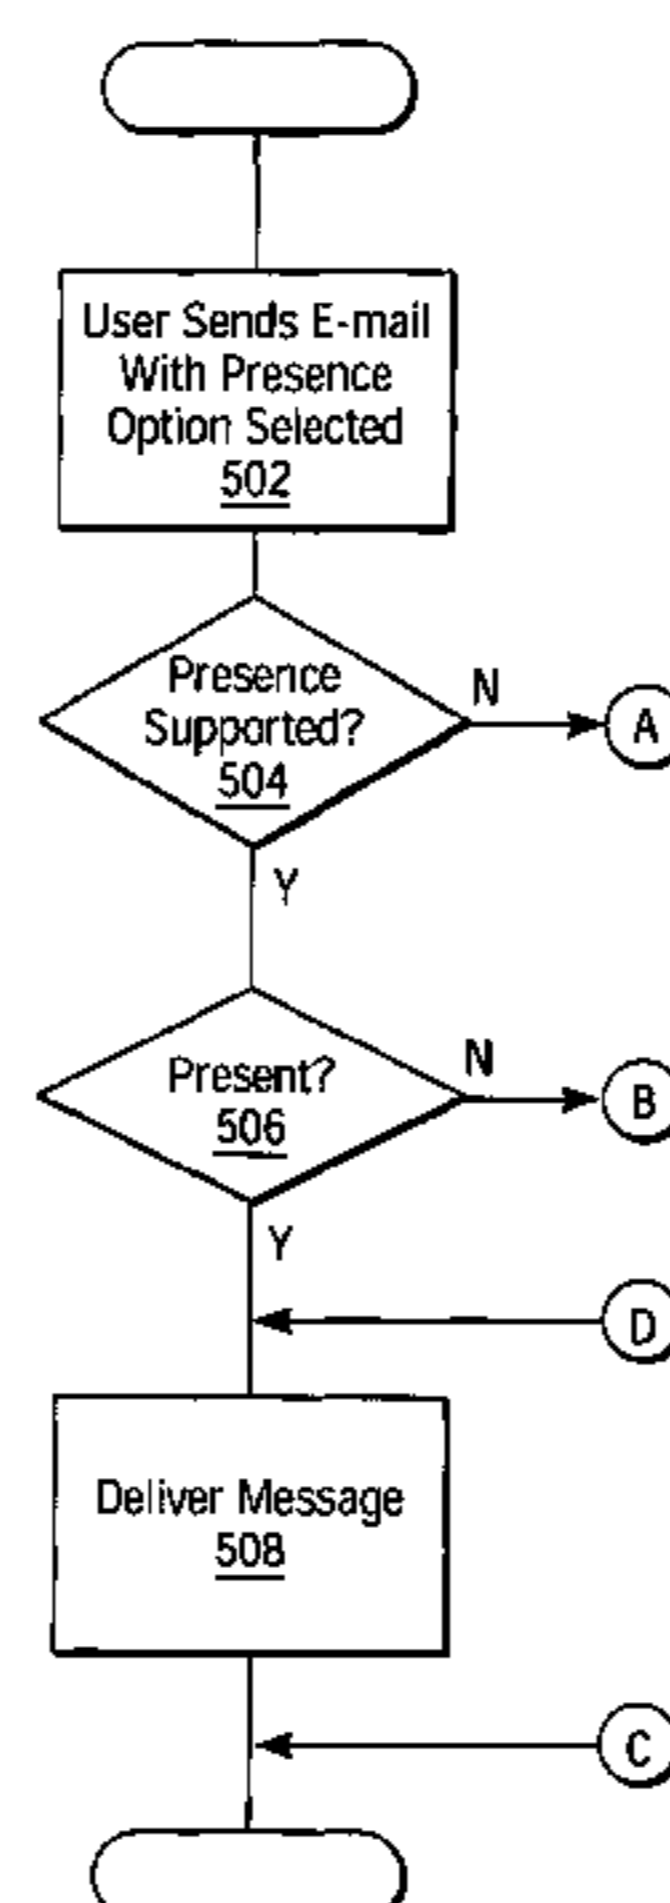 User Sends E-mail
With Presence
Option Selected
502
Presence
Supported?
504
N
A
Y
Present?
506
N
B
Y
D
Deliver Message
508
C